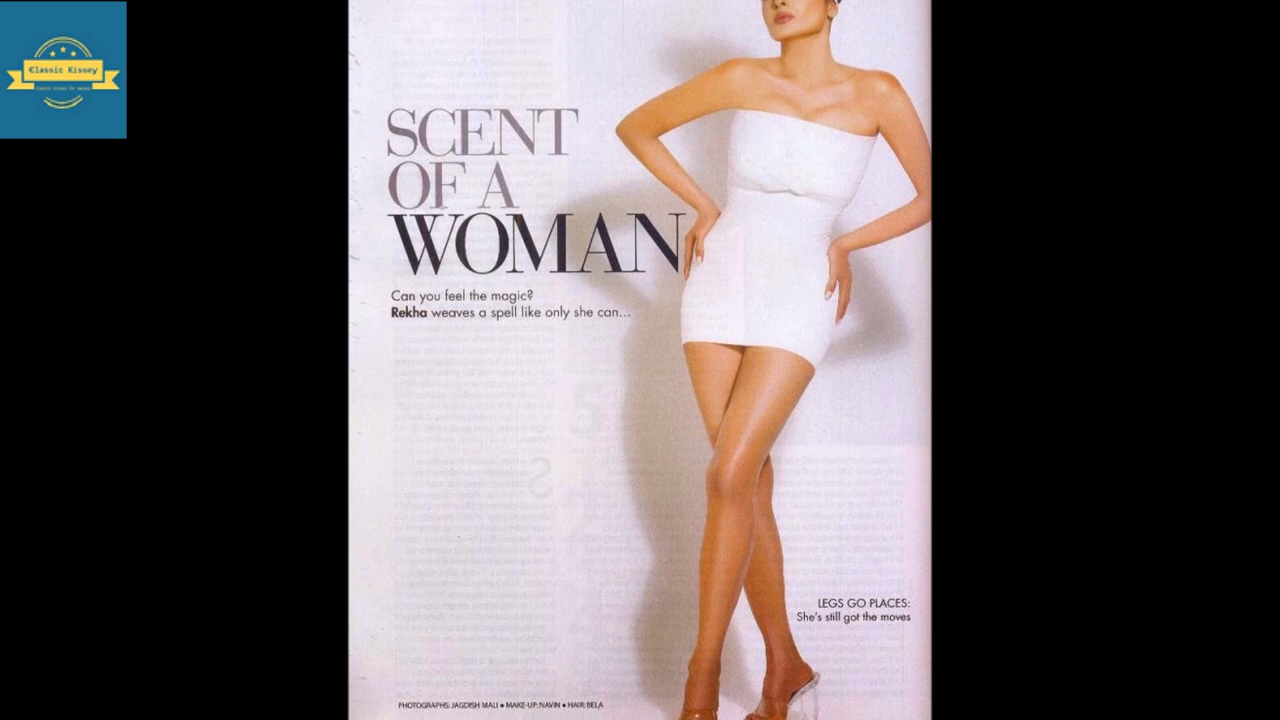 Classic Kissey
SCENT
OF A
WOMAN
Can you feel the magic?
Rekha weaves a spell like only she can...
LEGS GO PLACES:
She's still got the moves
PHOTOGRAPHS: JAGDISH MALI ● MAKE-UP: NAVIN ● HAIR: BELA